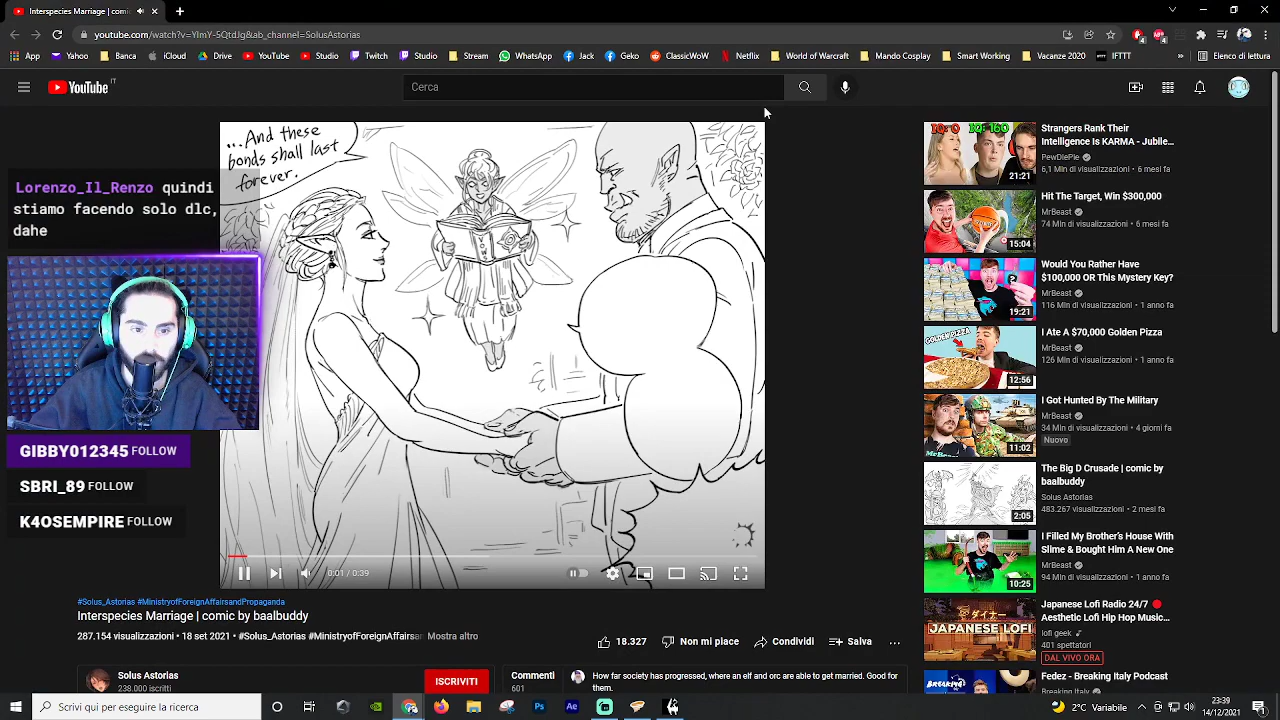 Interspecies Marriage | comi
youtube.com/watch?v=YImY-5QtdJg&ab_channel=SolusAstorias
App
Yahoo
Banca
iCloud
Drive
YouTube
Studio
Twitch
Studio
Stream
WhatsApp
Jack
Geko
ClassicWoW
Netflix
World of Warcraft
Mando Cosplay
Smart Working
Vacanze 2020
IFTTT
»
Elenco di lettura
YouTube IT
Cerca
...And these
bonds shall last
forever.
Lorenzo_Il_Renzo quindi
stiamo facendo solo dlc,
dahe
GIBBY012345 FOLLOW
SBRI_89 FOLLOW
K4OSEMPIRE FOLLOW
0:01 / 0:39
#Solus_Astorias #MinistryofForeignAffairsandPropaganda
Interspecies Marriage | comic by baalbuddy
287.154 visualizzazioni • 18 set 2021 • #Solus_Astorias #MinistryofForeignAffairsar Mostra altro
18.327
Non mi piace
Condividi
Salva
Solus Astorias
238.000 iscritti
ISCRIVITI
Commenti
601
How far society has progressed, where an elf and orc are able to get married. Good for
them.
21:21
Strangers Rank Their
Intelligence Is KARMA - Jubile...
PewDiePie
6,1 Mln di visualizzazioni • 6 mesi fa
15:04
Hit The Target, Win $300,000
MrBeast
74 Mln di visualizzazioni • 6 mesi fa
19:21
Would You Rather Have
$100,000 OR This Mystery Key?
MrBeast
116 Mln di visualizzazioni • 1 anno fa
GOLDEN PIZZA
12:56
I Ate A $70,000 Golden Pizza
MrBeast
126 Mln di visualizzazioni • 1 anno fa
11:02
I Got Hunted By The Military
MrBeast
34 Mln di visualizzazioni • 4 giorni fa
Nuovo
2:05
The Big D Crusade | comic by
baalbuddy
Solus Astorias
483.267 visualizzazioni • 2 mesi fa
10:25
I Filled My Brother's House With
Slime & Bought Him A New One
MrBeast
94 Mln di visualizzazioni • 1 anno fa
JAPANESE LOFI
Japanese Lofi Radio 24/7
Aesthetic Lofi Hip Hop Music...
lofi geek
401 spettatori
DAL VIVO ORA
BREAKING
Fedez - Breaking Italy Podcast
Breaking Italy
Scrivi qui per eseguire la ricerca
2°C Nuvoloso
23:39
14/12/2021